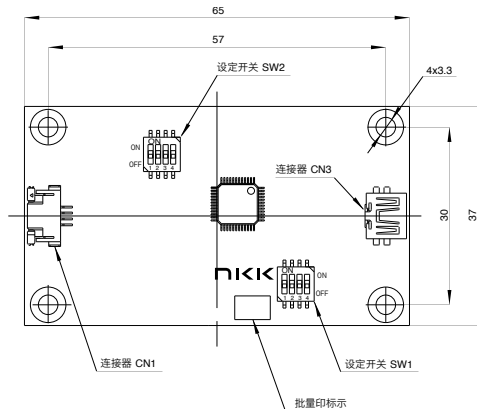 65
57
设定开关 SW2
4x3.3
ON
ON
OFF
1 2 3 4
连接器 CN3
30
37
NKK
ON
ON
OFF
1 2 3 4
连接器 CN1
设定开关 SW1
批量印标示